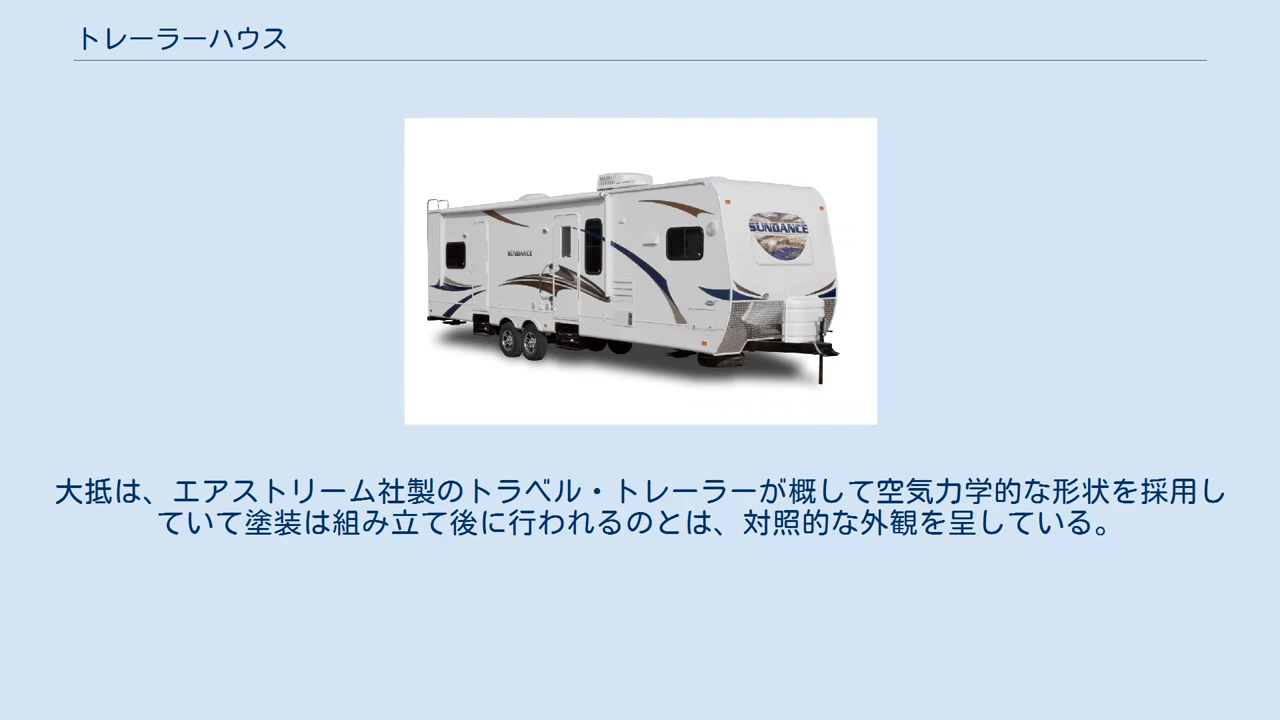 トレーラーハウス
SUNDANCE
SUNDANCE
大抵は、エアストリーム社製のトラベル・トレーラーが概して空気力学的な形状を採用し
ていて塗装は組み立て後に行われるのとは、対照的な外観を呈している。